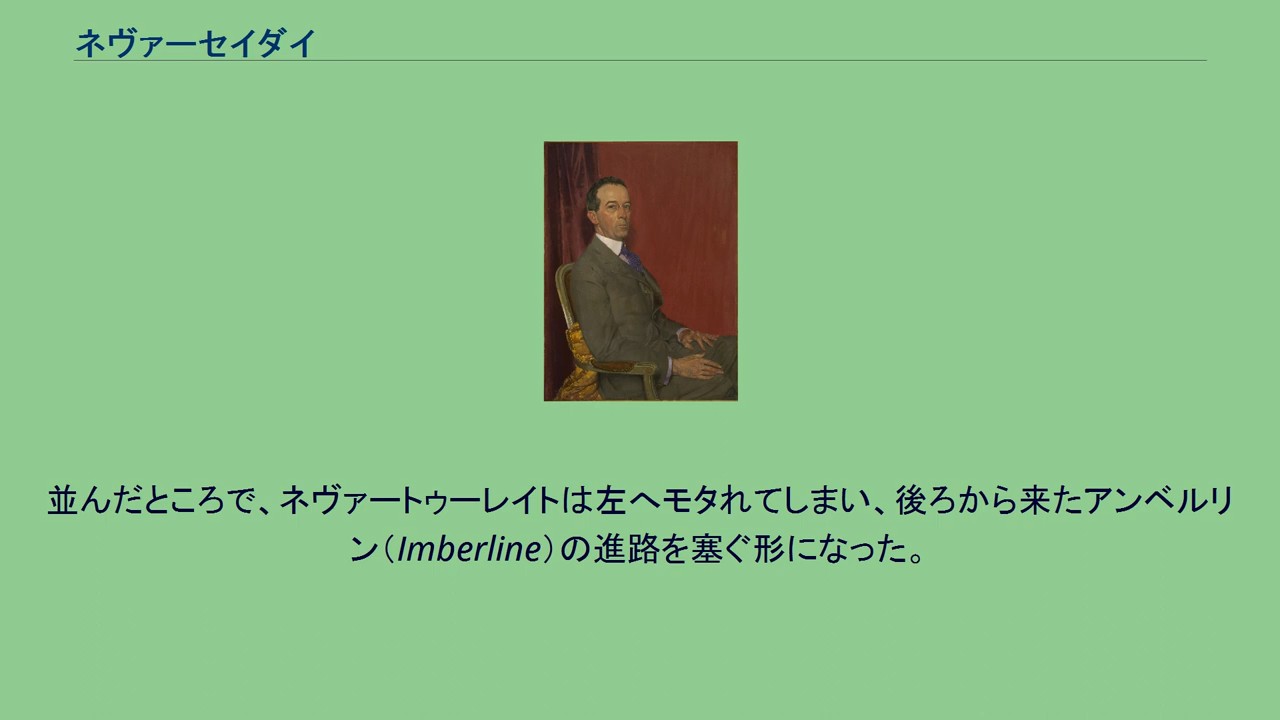 ネヴァーセイダイ
並んだところで、ネヴァートゥーレイトは左へモタれてしまい、後ろから来たアンベルリ
ン（Imberline）の進路を塞ぐ形になった。